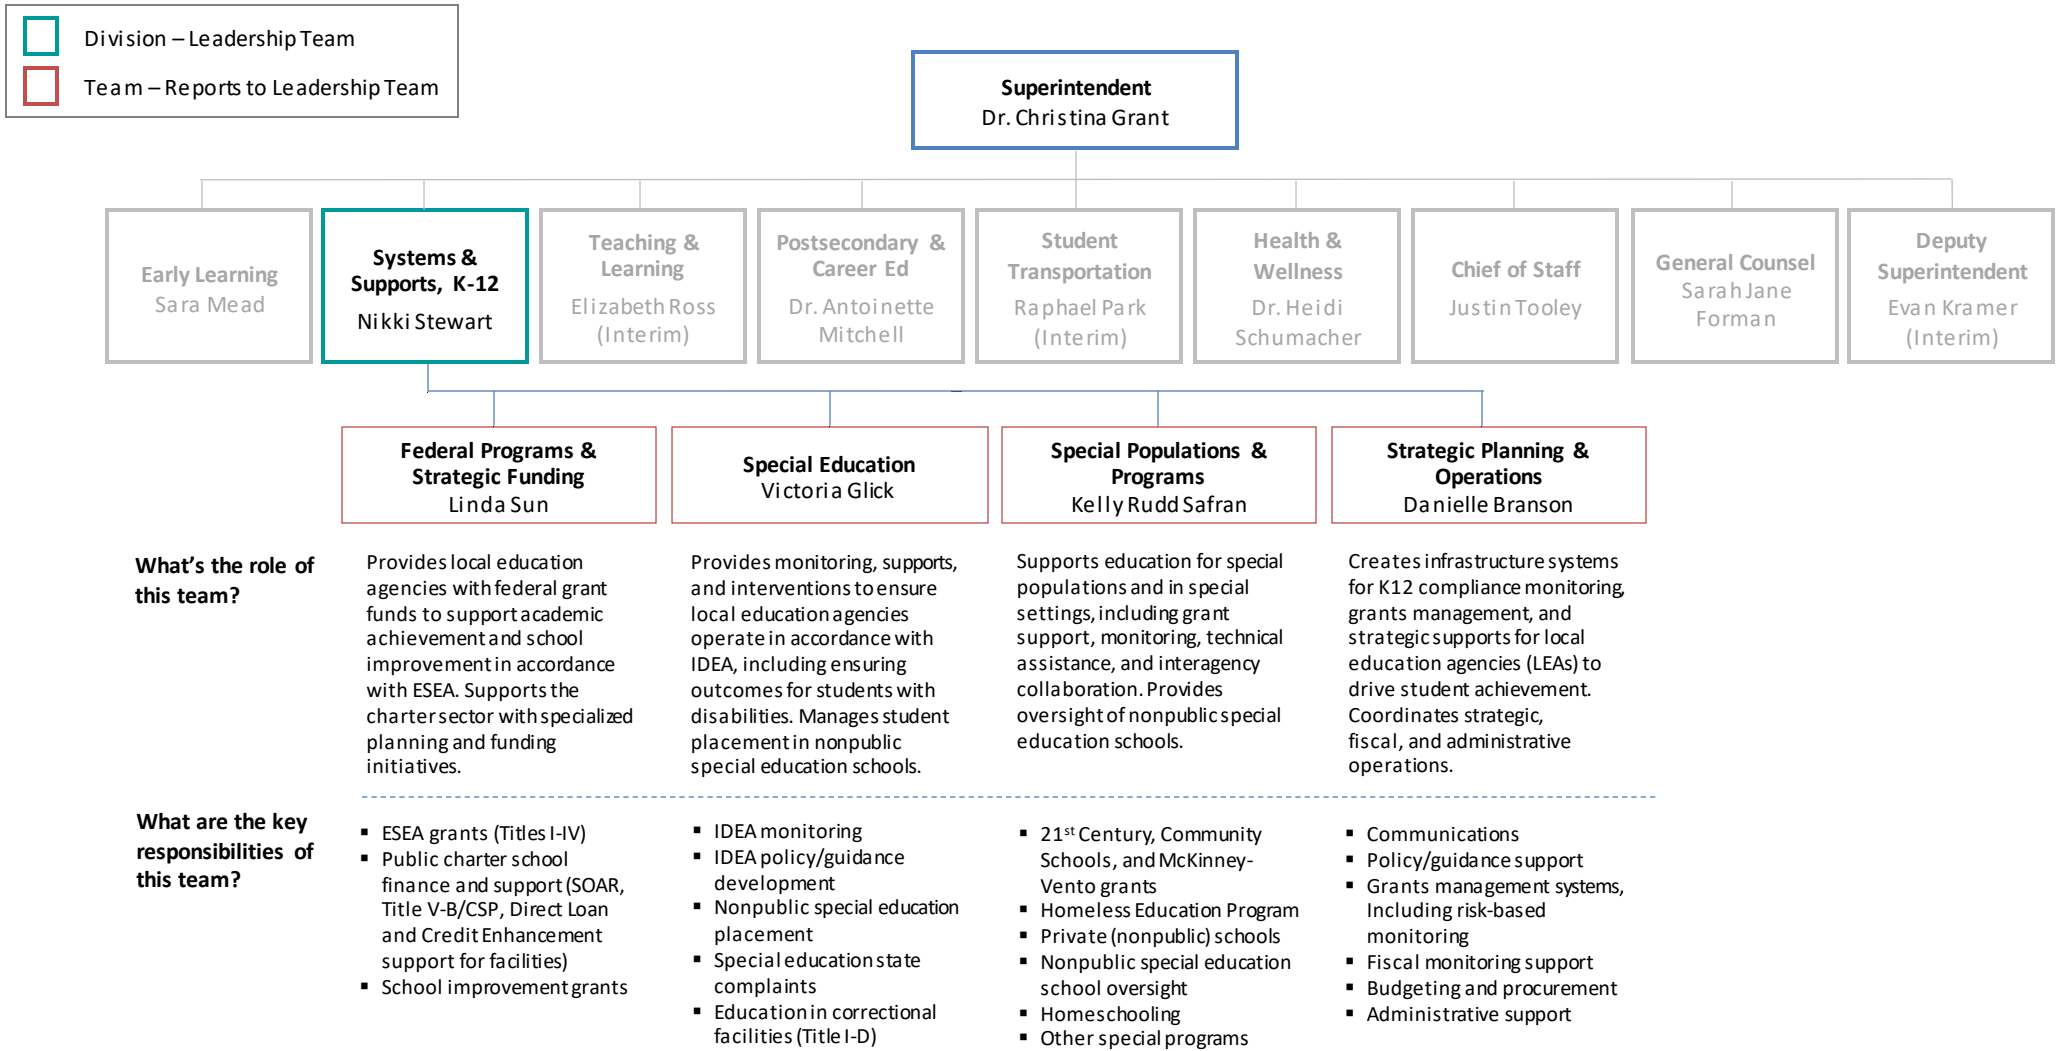 Division – Leadership Team
Team – Reports to Leadership Team
Superintendent
Dr. Christina Grant
Early Learning
Sara Mead
Systems &
Supports, K-12
Nikki Stewart
Teaching &
Learning
Elizabeth Ross
(Interim)
Postsecondary &
Career Ed
Dr. Antoinette
Mitchell
Student
Transportation
Raphael Park
(Interim)
Health &
Wellness
Dr. Heidi
Schumacher
Chief of Staff
Justin Tooley
General Counsel
Sarah Jane
Forman
Deputy
Superintendent
Evan Kramer
(Interim)
Federal Programs &
Strategic Funding
Linda Sun
Special Education
Victoria Glick
Special Populations &
Programs
Kelly Rudd Safran
Strategic Planning &
Operations
Danielle Branson
What's the role of
this team?
Provides local education
agencies with federal grant
funds to support academic
achievement and school
improvement in accordance
with ESEA. Supports the
charter sector with specialized
planning and funding
initiatives.
Provides monitoring, supports,
and interventions to ensure
local education agencies
operate in accordance with
IDEA, including ensuring
outcomes for students with
disabilities. Manages student
placement in nonpublic
special education schools.
Supports education for special
populations and in special
settings, including grant
support, monitoring, technical
assistance, and interagency
collaboration. Provides
oversight of nonpublic special
education schools.
Creates infrastructure systems
for K12 compliance monitoring,
grants management, and
strategic supports for local
education agencies (LEAs) to
drive student achievement.
Coordinates strategic,
fiscal, and administrative
operations.
What are the key
responsibilities of
this team?
▪ ESEA grants (Titles I-IV)
▪ Public charter school
finance and support (SOAR,
Title V-B/CSP, Direct Loan
and Credit Enhancement
support for facilities)
▪ School improvement grants
▪ IDEA monitoring
▪ IDEA policy/guidance
development
▪ Nonpublic special education
placement
▪ Special education state
complaints
▪ Education in correctional
facilities (Title I-D)
▪ 21st Century, Community
Schools, and McKinney-
Vento grants
▪ Homeless Education Program
▪ Private (nonpublic) schools
▪ Nonpublic special education
school oversight
▪ Homeschooling
▪ Other special programs
▪ Communications
▪ Policy/guidance support
▪ Grants management systems,
Including risk-based
monitoring
▪ Fiscal monitoring support
▪ Budgeting and procurement
▪ Administrative support